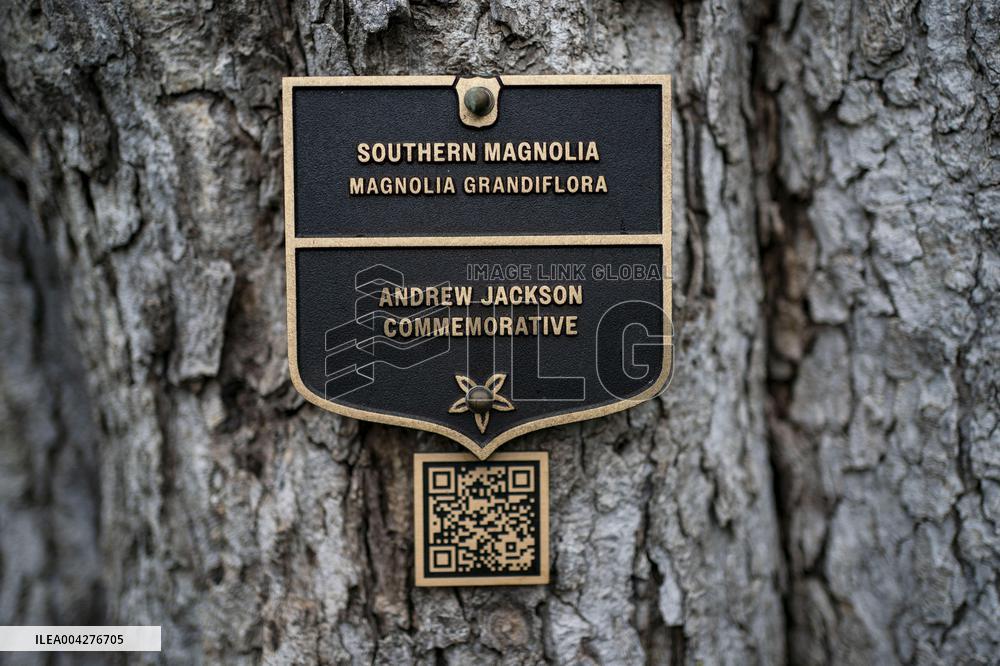 SOUTHERN MAGNOLIA
MAGNOLIA GRANDIFLORA
IMAGE LINK GLOBAL
ILG
ANDREW JACKSON
COMMEMORATIVE
ILEA004276705